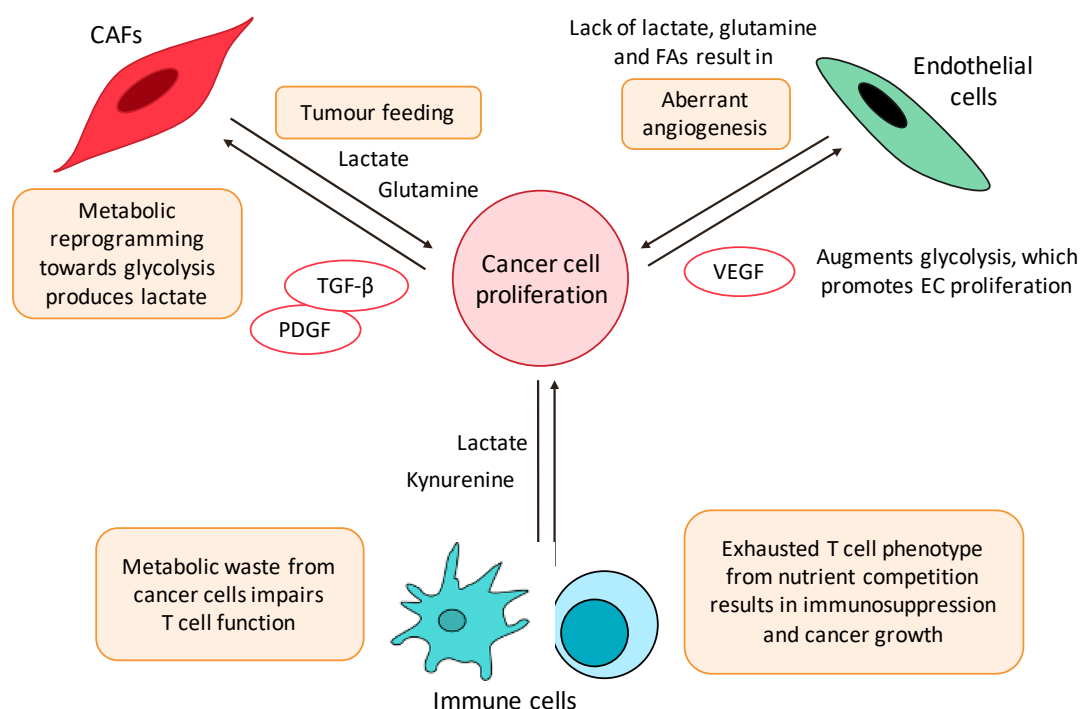 CAFs
Lack of lactate, glutamine
and FAs result in
Endothelial
cells
Tumour feeding
Aberrant
angiogenesis
Lactate
Glutamine
Metabolic
reprogramming
towards glycolysis
produces lactate
Cancer cell
proliferation
TGF-β
PDGF
VEGF
Augments glycolysis, which
promotes EC proliferation
Lactate
Kynurenine
Metabolic waste from
cancer cells impairs
T cell function
Exhausted T cell phenotype
from nutrient competition
results in immunosuppression
and cancer growth
Immune cells